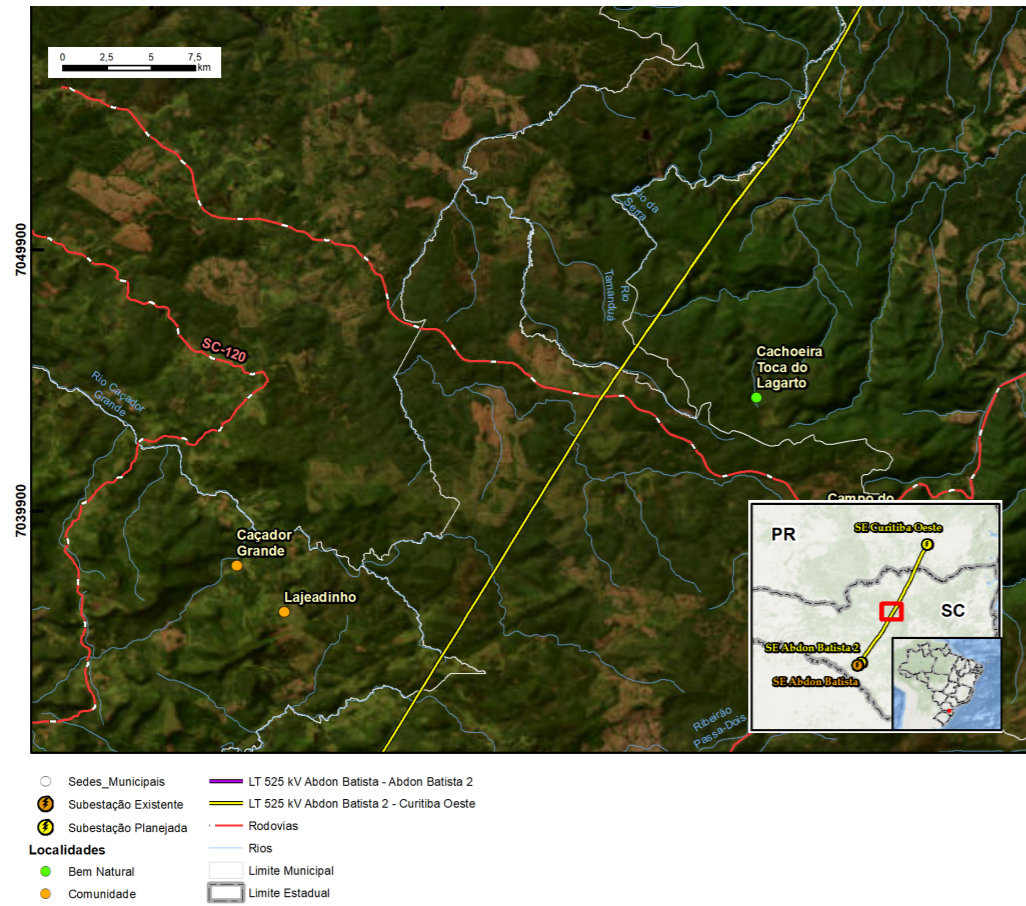 0 2,5 5 7,5
km
7049900
7039900
Rio da
Serra
Rio
Tamanduá
SC-120
Rio Caçador
Grande
Cachoeira
Toca do
Lagarto
Campo do
Caçador
Grande
Lajeadinho
Ribeirão
Passa-Dois
SE Curitiba Oeste
PR
SC
SE Abdon Batista 2
SE Abdon Batista
Sedes_Municipais
Subestação Existente
Subestação Planejada
Localidades
Bem Natural
Comunidade
LT 525 kV Abdon Batista - Abdon Batista 2
LT 525 kV Abdon Batista 2 - Curitiba Oeste
Rodovias
Rios
Limite Municipal
Limite Estadual